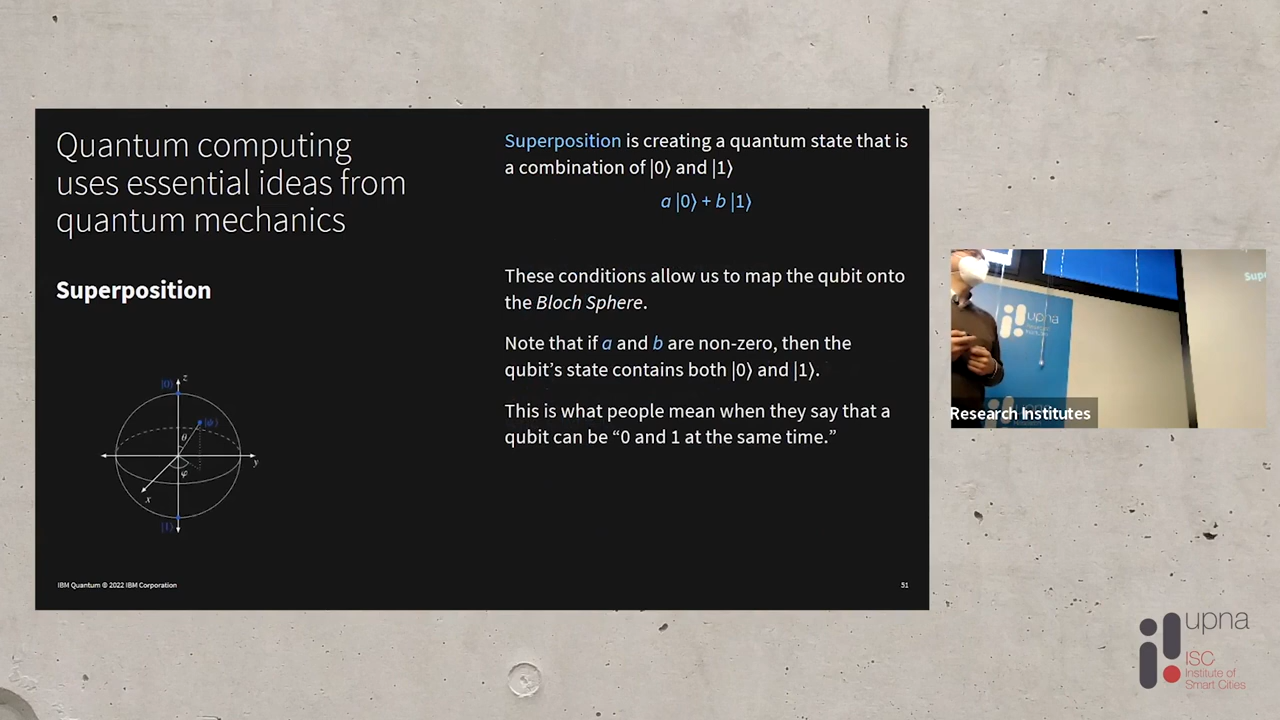 Quantum computing
uses essential ideas from
quantum mechanics
Superposition
|0⟩
z
|ϕ⟩
θ
φ
y
x
|1⟩
IBM Quantum © 2022 IBM Corporation
Superposition is creating a quantum state that is
a combination of |0⟩ and |1⟩
a |0⟩ + b |1⟩
These conditions allow us to map the qubit onto
the Bloch Sphere.
Note that if a and b are non-zero, then the
qubit’s state contains both |0⟩ and |1⟩.
This is what people mean when they say that a
qubit can be “0 and 1 at the same time.”
51
upna
Research Institutes
upna
ISC
Institute of
Smart Cities